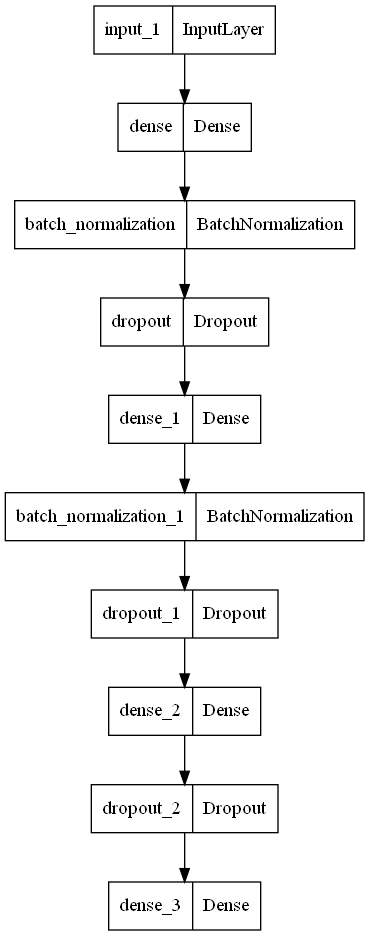 input_1 InputLayer
dense Dense
batch_normalization BatchNormalization
dropout Dropout
dense_1 Dense
batch_normalization_1 BatchNormalization
dropout_1 Dropout
dense_2 Dense
dropout_2 Dropout
dense_3 Dense